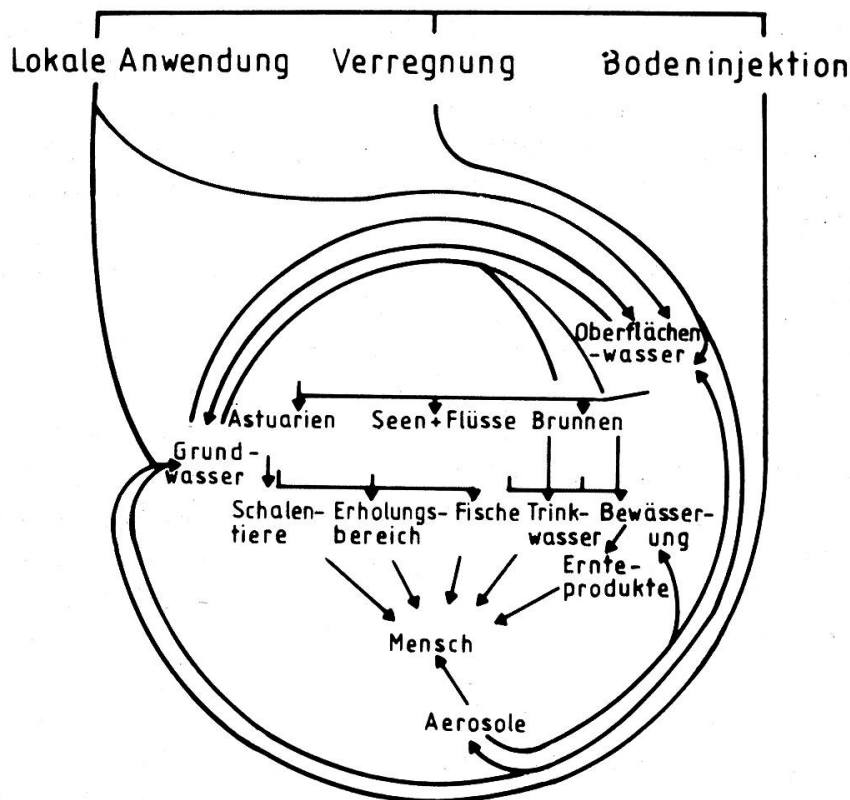 Lokale Anwendung
Verregnung
Bodeninjektion
Oberflächen
-wasser
Ästuarien
Seen + Flüsse
Brunnen
Grund-
wasser
Schalen-
tiere
Erholungs-
bereich
Fische
Trink-
wasser
Bewässer-
ung
Ernte-
produkte
Mensch
Aerosole